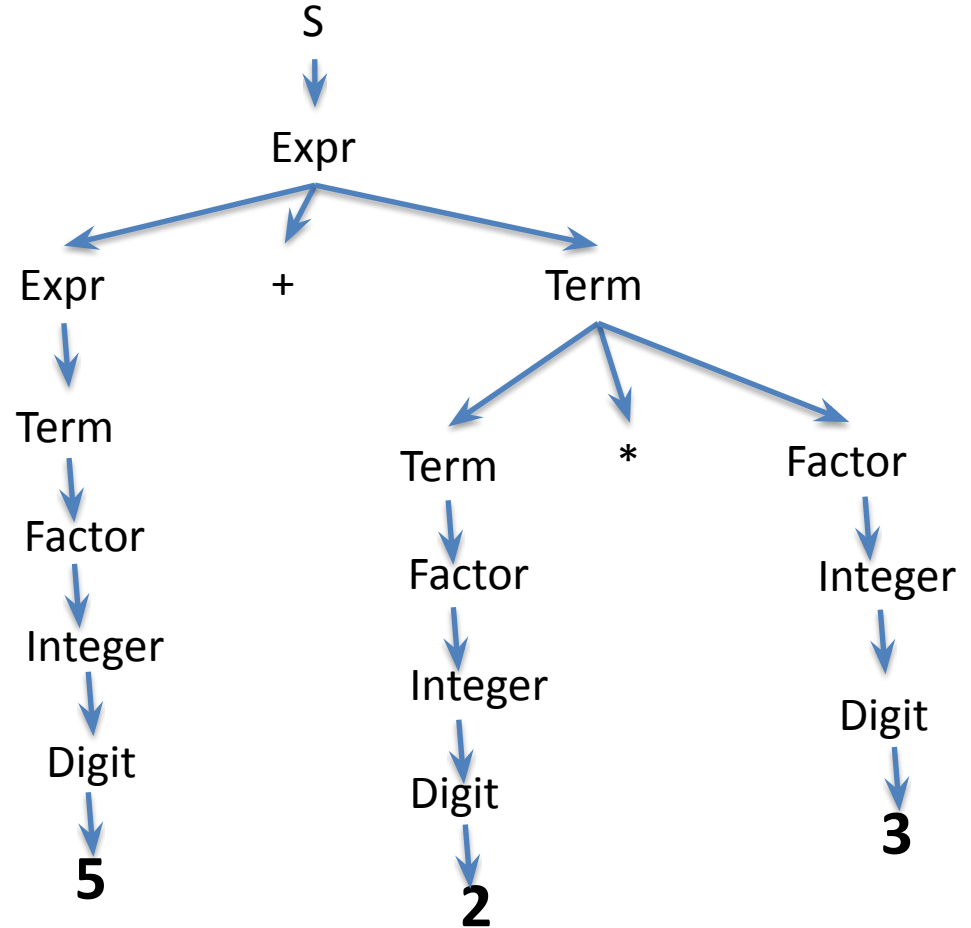 S
Expr
Expr + Term
Term
Term * Factor
Factor
Factor
Integer
Integer
Integer
Digit
Digit
Digit
3
5
2